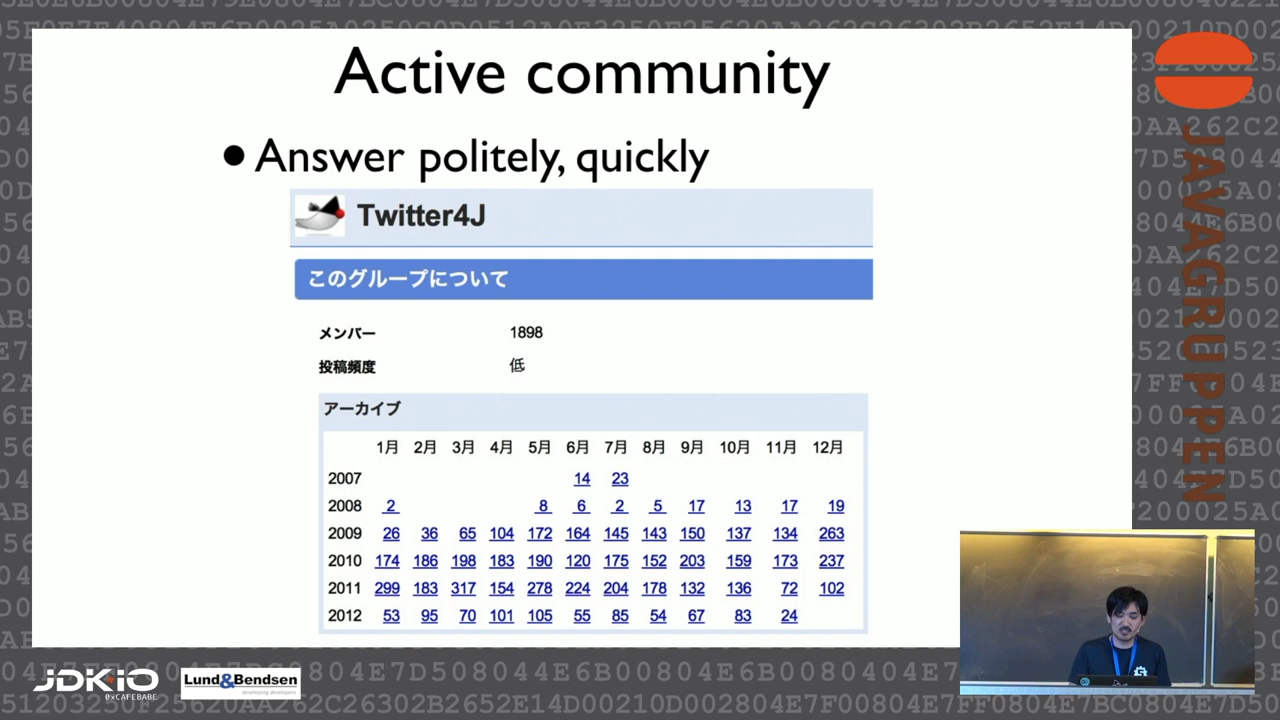 Active community
• Answer politely, quickly
Twitter4J
このグループについて
メンバー 1898
投稿頻度 低
アーカイブ
1月 2月 3月 4月 5月 6月 7月 8月 9月 10月 11月 12月
2007 14 23
2008 2 8 6 2 5 17 13 17 19
2009 26 36 65 104 172 164 145 143 150 137 134 263
2010 174 186 198 183 190 120 175 152 203 159 173 237
2011 299 183 317 154 278 224 204 178 132 136 72 102
2012 53 95 70 101 105 55 85 54 67 83 24
JAVAGRUPPEN
JDKIO
0xCAFEBABE
Lund&Bendsen
developing developers